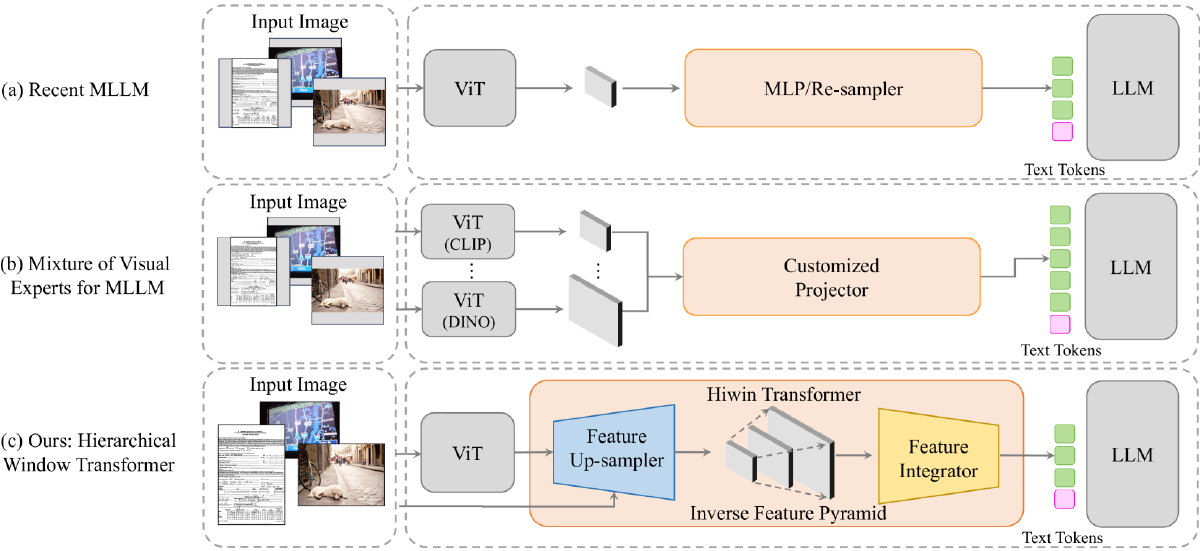 Input Image
(a) Recent MLLM
ViT
MLP/Re-sampler
LLM
Text Tokens
Input Image
(b) Mixture of Visual
Experts for MLLM
ViT
(CLIP)
ViT
(DINO)
Customized
Projector
LLM
Text Tokens
Input Image
(c) Ours: Hierarchical
Window Transformer
ViT
Hiwin Transformer
Feature
Up-sampler
Inverse Feature Pyramid
Feature
Integrator
LLM
Text Tokens